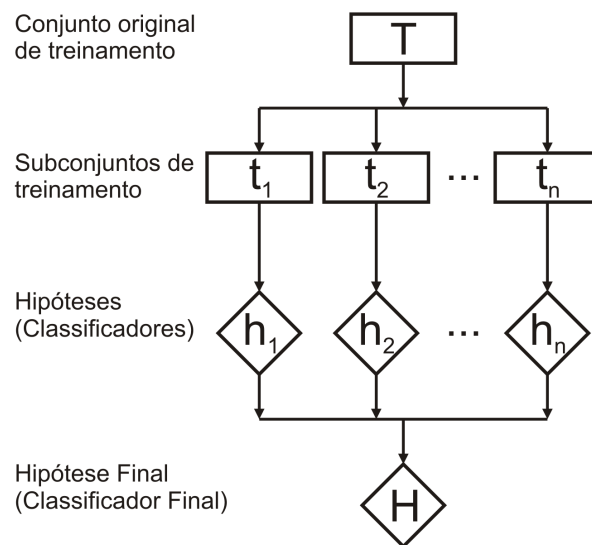 Conjunto original
de treinamento
T
Subconjuntos de
treinamento
t1
t2
...
tn
Hipóteses
(Classificadores)
h1
h2
...
hn
Hipótese Final
(Classificador Final)
H